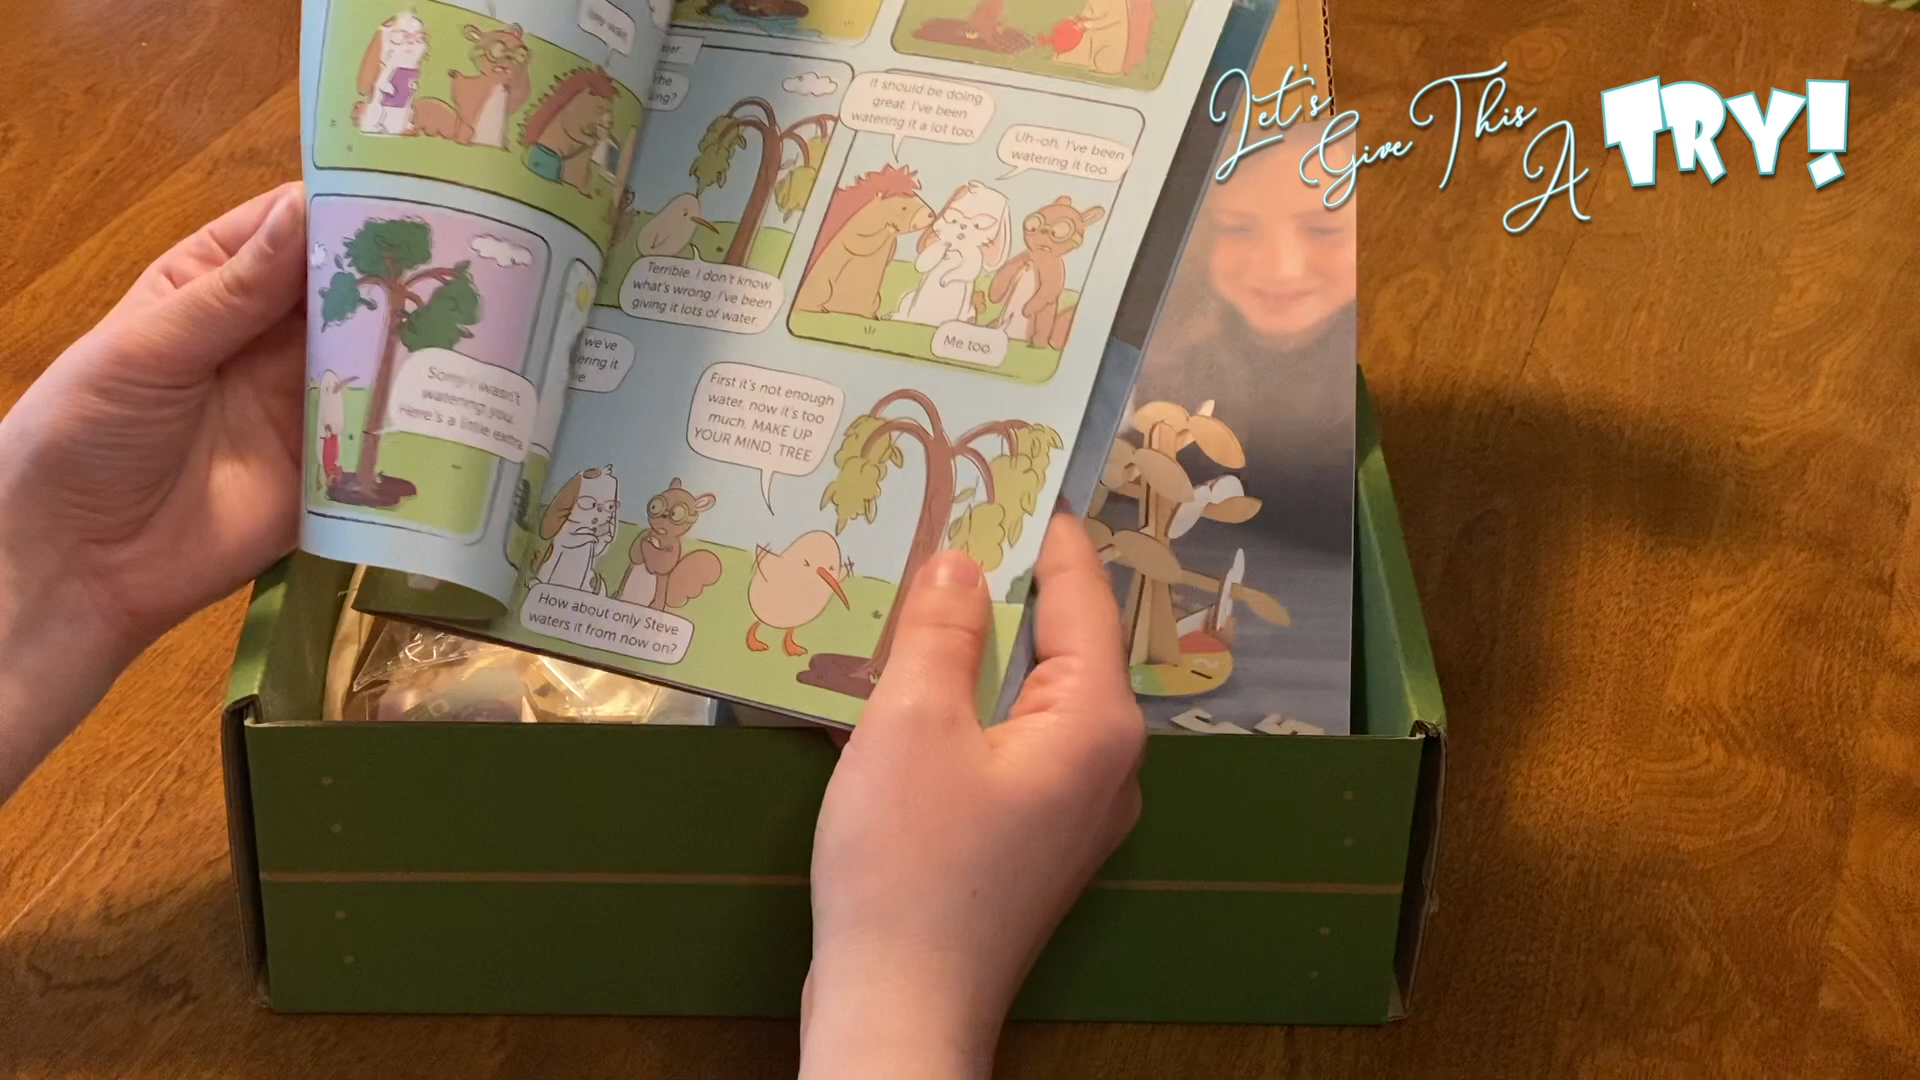 Let's
Give This
A TRY!
It should be doing
great. I've been
watering it a lot too.
Uh-oh. I've been
watering it too
Me too.
Terrible. I don't know
what's wrong. I've been
giving it lots of water.
Sorry I wasn't
watering you.
Here's a little extra.
we've
First it's not enough
water, now it's too
much. MAKE UP
YOUR MIND, TREE.
How about only Steve
waters it from now on?